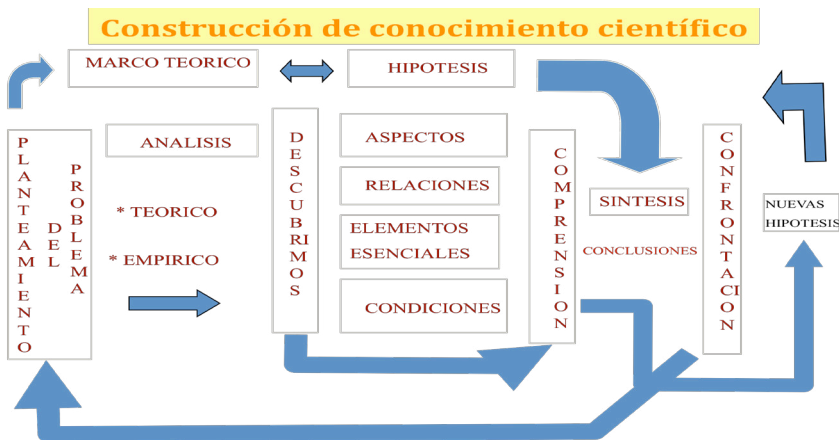 Construcción de conocimiento científico
MARCO TEORICO
HIPOTESIS
PLANTEAMIENTO
DEL
PROBLEMA
ANALISIS
* TEORICO
* EMPIRICO
DESCUBRIMOS
ASPECTOS
RELACIONES
ELEMENTOS
ESENCIALES
CONDICIONES
COMPRENSION
SINTESIS
CONCLUSIONES
CONFRONTACION
NUEVAS
HIPOTESIS